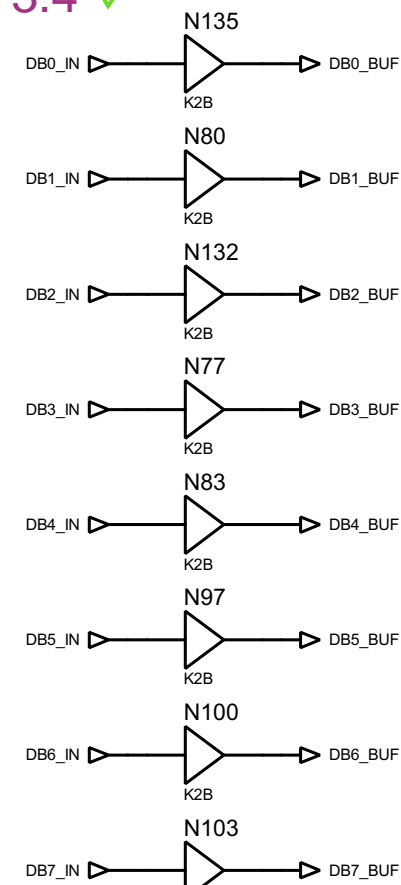 3.4
N135
DB0_IN DB0_BUF
K2B
N80
DB1_IN DB1_BUF
K2B
N132
DB2_IN DB2_BUF
K2B
N77
DB3_IN DB3_BUF
K2B
N83
DB4_IN DB4_BUF
K2B
N97
DB5_IN DB5_BUF
K2B
N100
DB6_IN DB6_BUF
K2B
N103
DB7_IN DB7_BUF